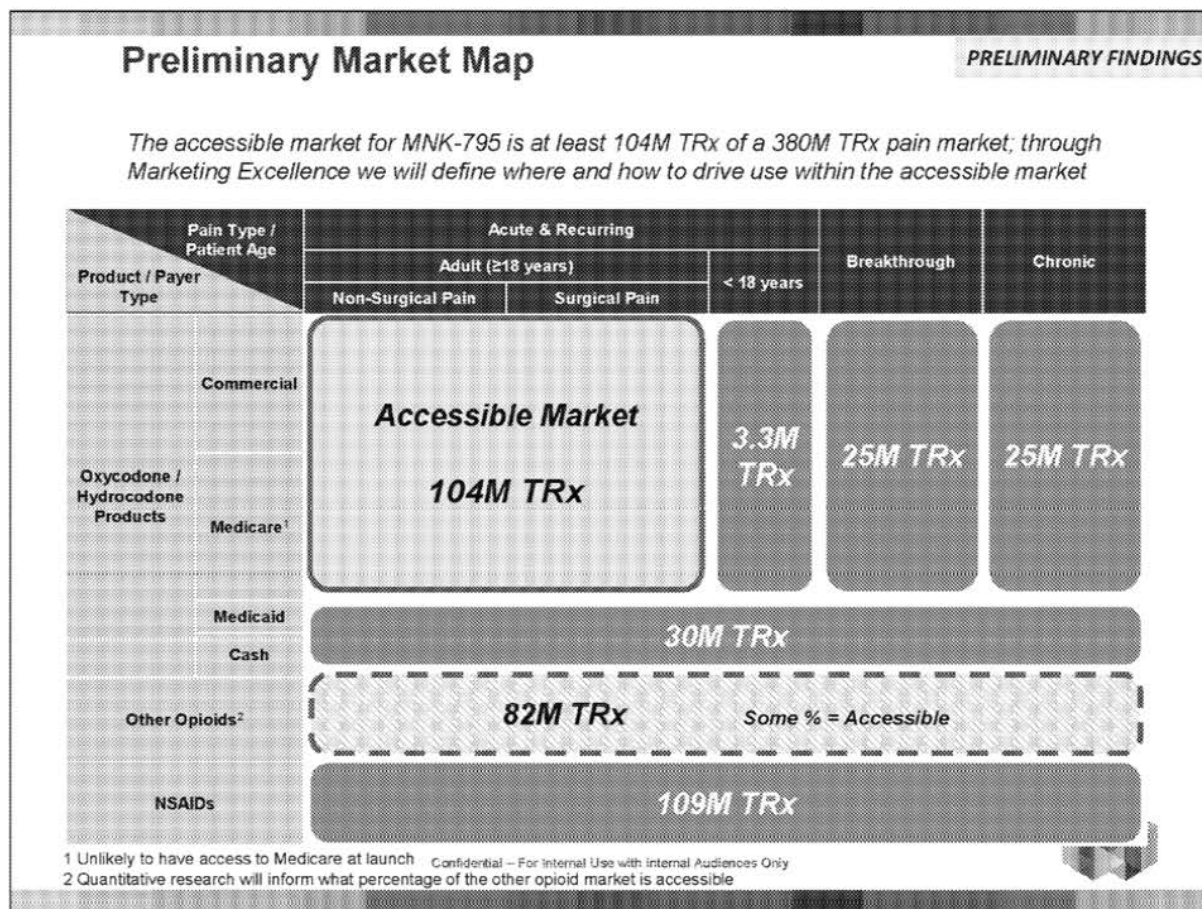 Preliminary Market Map
PRELIMINARY FINDINGS
The accessible market for MNK-795 is at least 104M TRx of a 380M TRx pain market; through
Marketing Excellence we will define where and how to drive use within the accessible market
Pain Type /
Patient Age
Product / Payer
Type
Acute & Recurring
Adult (≥18 years)
Non-Surgical Pain
Surgical Pain
< 18 years
Breakthrough
Chronic
Oxycodone /
Hydrocodone
Products
Commercial
Medicare¹
Medicaid
Cash
Accessible Market
104M TRx
3.3M
TRx
25M TRx
25M TRx
30M TRx
Other Opioids²
82M TRx
Some % = Accessible
NSAIDs
109M TRx
1 Unlikely to have access to Medicare at launch
Confidential – For Internal Use with Internal Audiences Only
2 Quantitative research will inform what percentage of the other opioid market is accessible